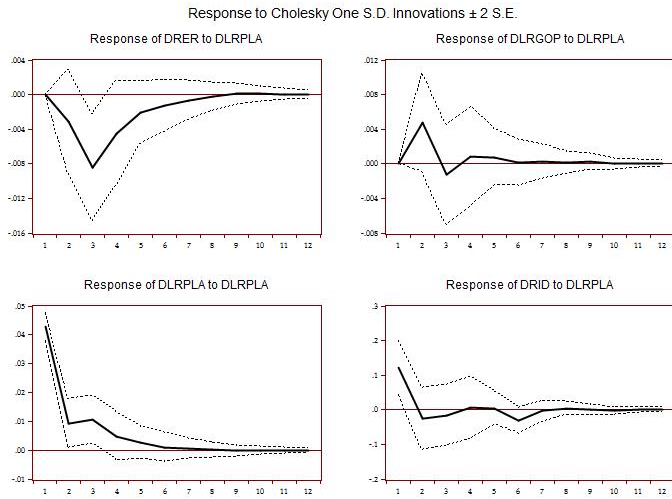 Response to Cholesky One S.D. Innovations ± 2 S.E.
Response of DRER to DLRPLA
.004
.000
-.004
-.008
-.012
-.016
1 2 3 4 5 6 7 8 9 10 11 12
Response of DLRGOP to DLRPLA
.012
.008
.004
.000
-.004
-.008
1 2 3 4 5 6 7 8 9 10 11 12
Response of DLRPLA to DLRPLA
.05
.04
.03
.02
.01
.00
-.01
1 2 3 4 5 6 7 8 9 10 11 12
Response of DRID to DLRPLA
.3
.2
.1
.0
-.1
-.2
1 2 3 4 5 6 7 8 9 10 11 12